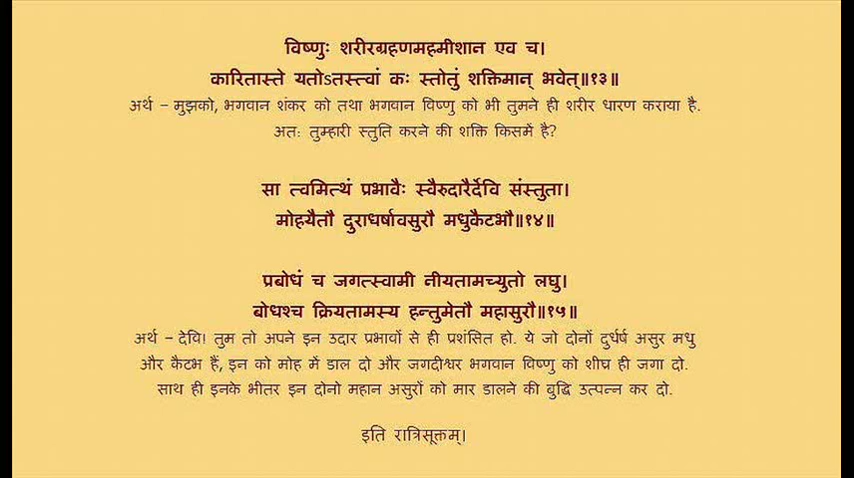 विष्णुः शरीरग्रहणमहमीशान एव च।
कारितास्ते यतोऽतस्त्वां कः स्तोतुं शक्तिमान् भवेत्॥१३॥
अर्थ – मुझको, भगवान शंकर को तथा भगवान विष्णु को भी तुमने ही शरीर धारण कराया है.
अतः तुम्हारी स्तुति करने की शक्ति किसमें है?
सा त्वमित्थं प्रभावैः स्वैरुदारैर्देवि संस्तुता।
मोहयैतौ दुराधर्षावसुरौ मधुकैटभौ॥१४॥
प्रबोधं च जगत्स्वामी नीयतामच्युतो लघु।
बोधश्च क्रियतामस्य हन्तुमेतौ महासुरौ॥१५॥
अर्थ – देवि! तुम तो अपने इन उदार प्रभावों से ही प्रशंसित हो. ये जो दोनों दुर्धर्ष असुर मधु
और कैटभ हैं, इन को मोह में डाल दो और जगदीश्वर भगवान विष्णु को शीघ्र ही जगा दो.
साथ ही इनके भीतर इन दोनो महान असुरों को मार डालने की बुद्धि उत्पन्न कर दो.
इति रात्रिसूक्तम्।